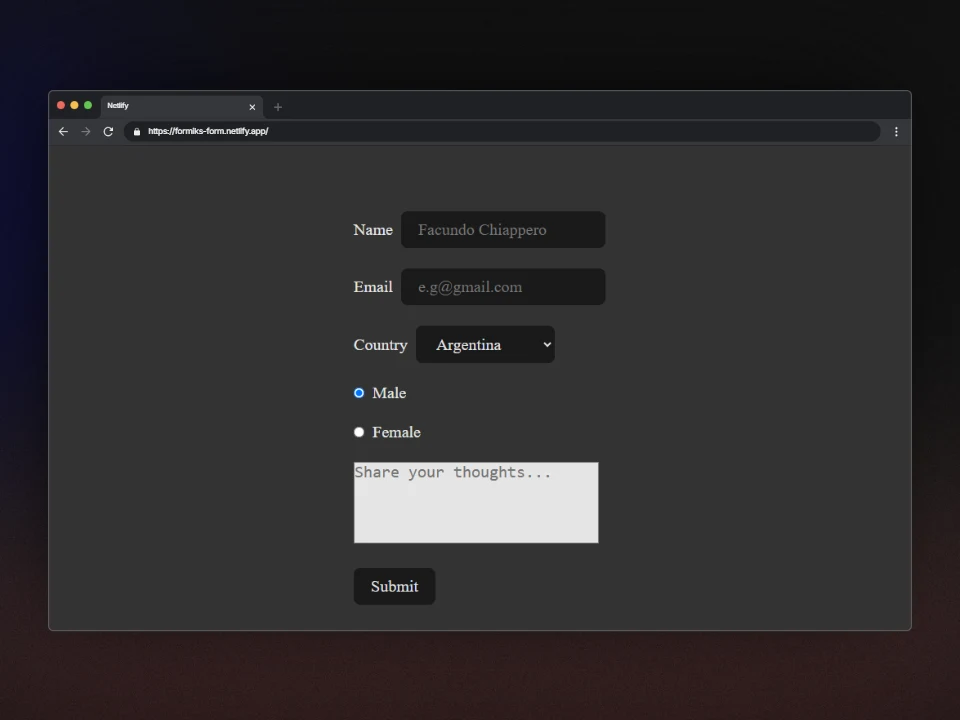 Netlify
https://formiks-form.netlify.app/
Name Facundo Chiappero
Email e.g@gmail.com
Country Argentina
Male
Female
Share your thoughts...
Submit